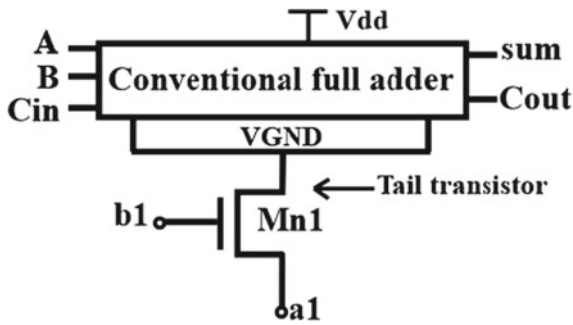 Vdd
A
B
Cin
Conventional full adder
sum
Cout
VGND
Tail transistor
b1
Mn1
a1